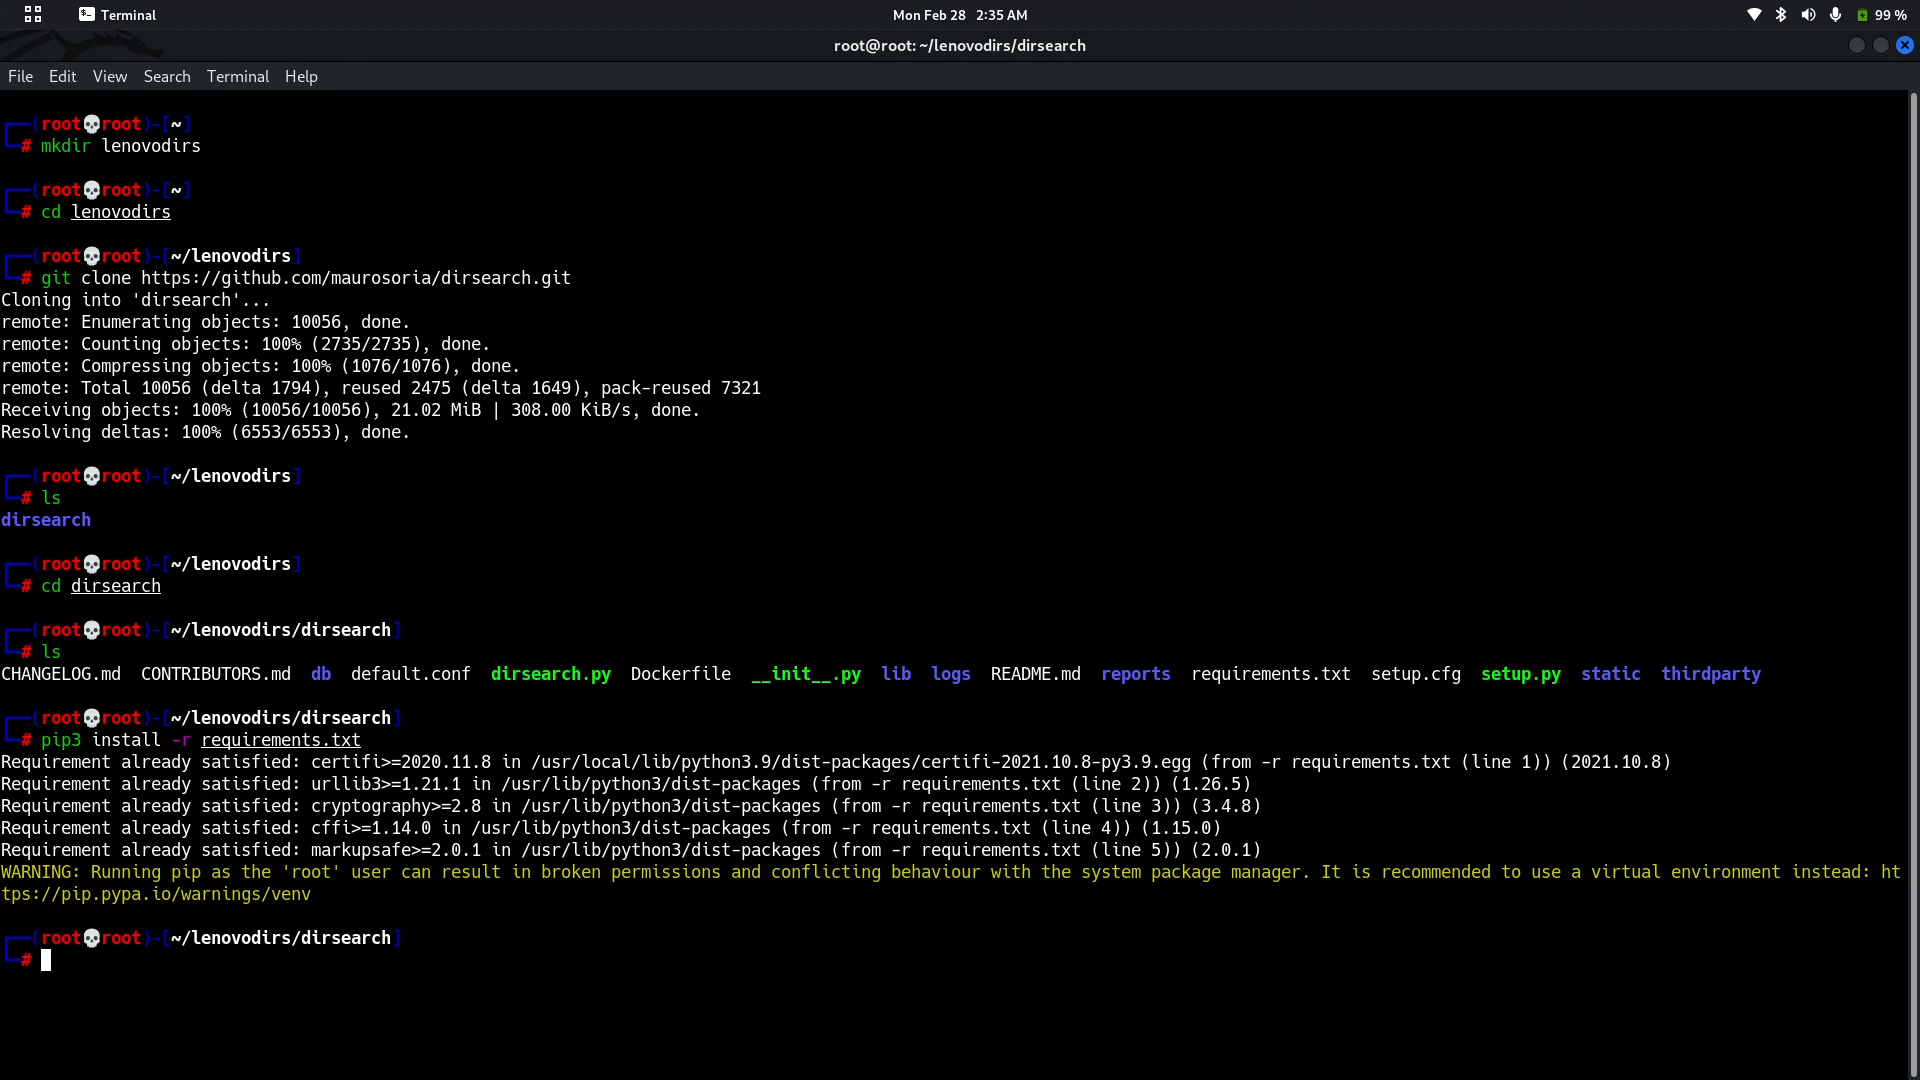 Terminal
Mon Feb 28 2:35 AM
99 %
root@root: ~/lenovodirs/dirsearch
File Edit View Search Terminal Help
┌──(root💀root)-[~]
└─# mkdir lenovodirs
┌──(root💀root)-[~]
└─# cd lenovodirs
┌──(root💀root)-[~/lenovodirs]
└─# git clone https://github.com/maurosoria/dirsearch.git
Cloning into 'dirsearch'...
remote: Enumerating objects: 10056, done.
remote: Counting objects: 100% (2735/2735), done.
remote: Compressing objects: 100% (1076/1076), done.
remote: Total 10056 (delta 1794), reused 2475 (delta 1649), pack-reused 7321
Receiving objects: 100% (10056/10056), 21.02 MiB | 308.00 KiB/s, done.
Resolving deltas: 100% (6553/6553), done.
┌──(root💀root)-[~/lenovodirs]
└─# ls
dirsearch
┌──(root💀root)-[~/lenovodirs]
└─# cd dirsearch
┌──(root💀root)-[~/lenovodirs/dirsearch]
└─# ls
CHANGELOG.md CONTRIBUTORS.md db default.conf dirsearch.py Dockerfile __init__.py lib logs README.md reports requirements.txt setup.cfg setup.py static thirdparty
┌──(root💀root)-[~/lenovodirs/dirsearch]
└─# pip3 install -r requirements.txt
Requirement already satisfied: certifi>=2020.11.8 in /usr/local/lib/python3.9/dist-packages/certifi-2021.10.8-py3.9.egg (from -r requirements.txt (line 1)) (2021.10.8)
Requirement already satisfied: urllib3>=1.21.1 in /usr/lib/python3/dist-packages (from -r requirements.txt (line 2)) (1.26.5)
Requirement already satisfied: cryptography>=2.8 in /usr/lib/python3/dist-packages (from -r requirements.txt (line 3)) (3.4.8)
Requirement already satisfied: cffi>=1.14.0 in /usr/lib/python3/dist-packages (from -r requirements.txt (line 4)) (1.15.0)
Requirement already satisfied: markupsafe>=2.0.1 in /usr/lib/python3/dist-packages (from -r requirements.txt (line 5)) (2.0.1)
WARNING: Running pip as the 'root' user can result in broken permissions and conflicting behaviour with the system package manager. It is recommended to use a virtual environment instead: ht
tps://pip.pypa.io/warnings/venv
┌──(root💀root)-[~/lenovodirs/dirsearch]
└─#